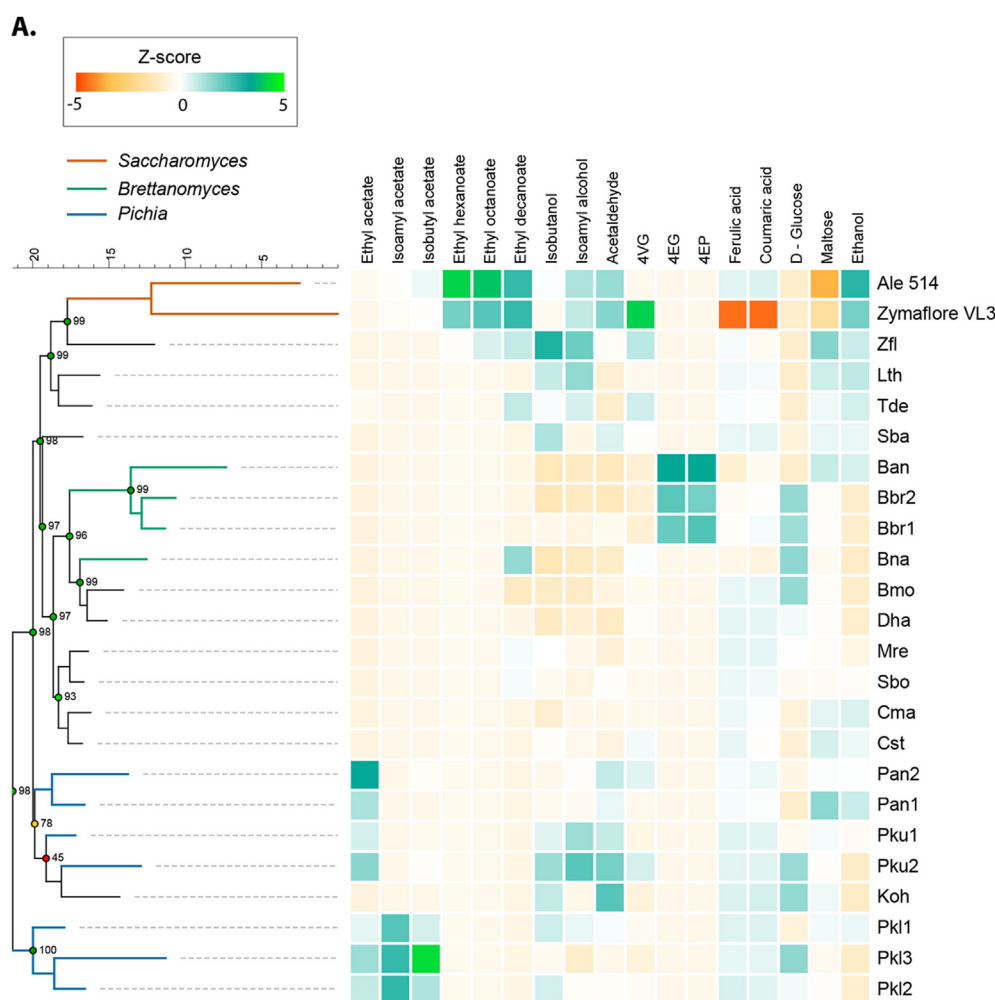 A.
Z-score
-5 0 5
Saccharomyces
Brettanomyces
Pichia
20 15 10 5
Ethyl acetate
Isoamyl acetate
Isobutyl acetate
Ethyl hexanoate
Ethyl octanoate
Ethyl decanoate
Isobutanol
Isoamyl alcohol
Acetaldehyde
4VG
4EG
4EP
Ferulic acid
Coumaric acid
D - Glucose
Maltose
Ethanol
Ale 514
Zymaflore VL3
99
Zfl
99
Lth
Tde
98
Sba
Ban
99
Bbr2
97
Bbr1
96
Bna
99
Bmo
97
Dha
98
Mre
Sbo
93
Cma
Cst
Pan2
98
Pan1
78
Pku1
45
Pku2
Koh
Pkl1
100
Pkl3
Pkl2